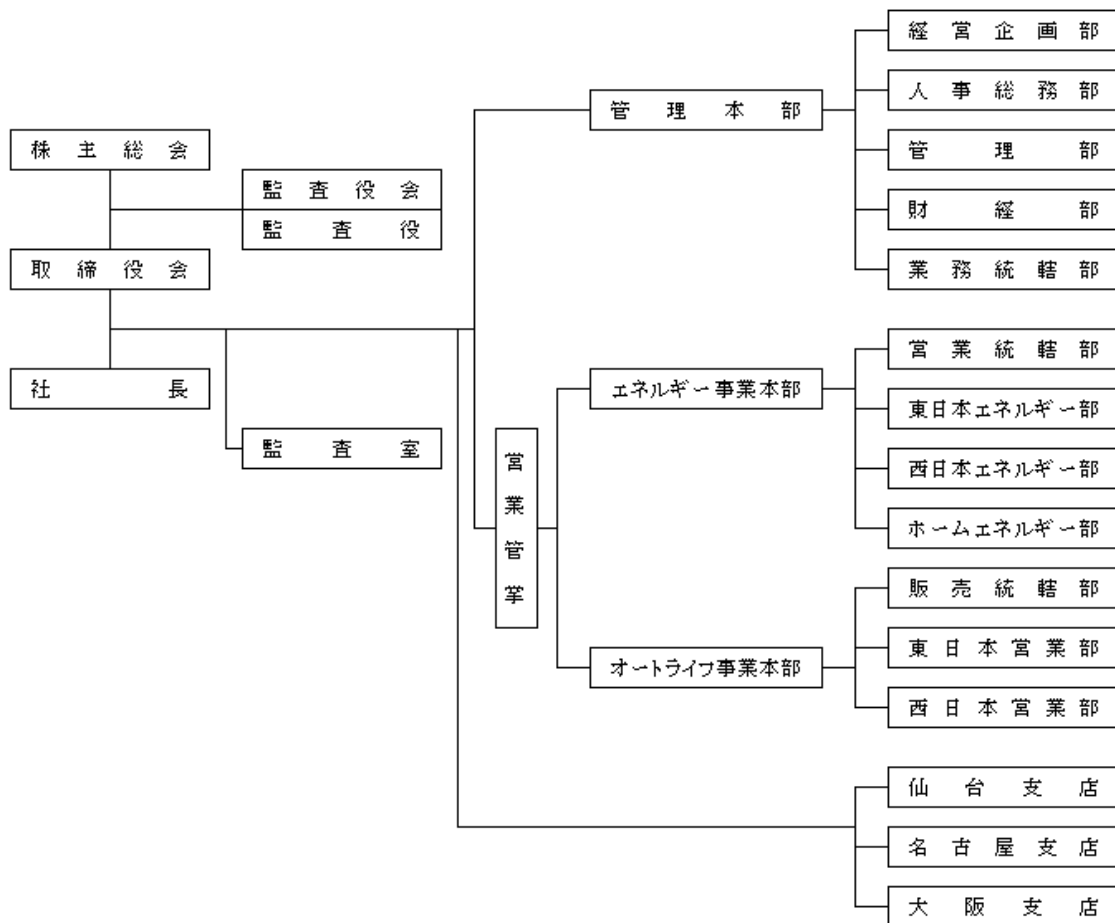 株主総会
監査役会
監査役
取締役会
社長
監査室
管理本部
経営企画部
人事総務部
管理部
財経部
業務統轄部
営業管掌
エネルギー事業本部
営業統轄部
東日本エネルギー部
西日本エネルギー部
ホームエネルギー部
オートライフ事業本部
販売統轄部
東日本営業部
西日本営業部
仙台支店
名古屋支店
大阪支店